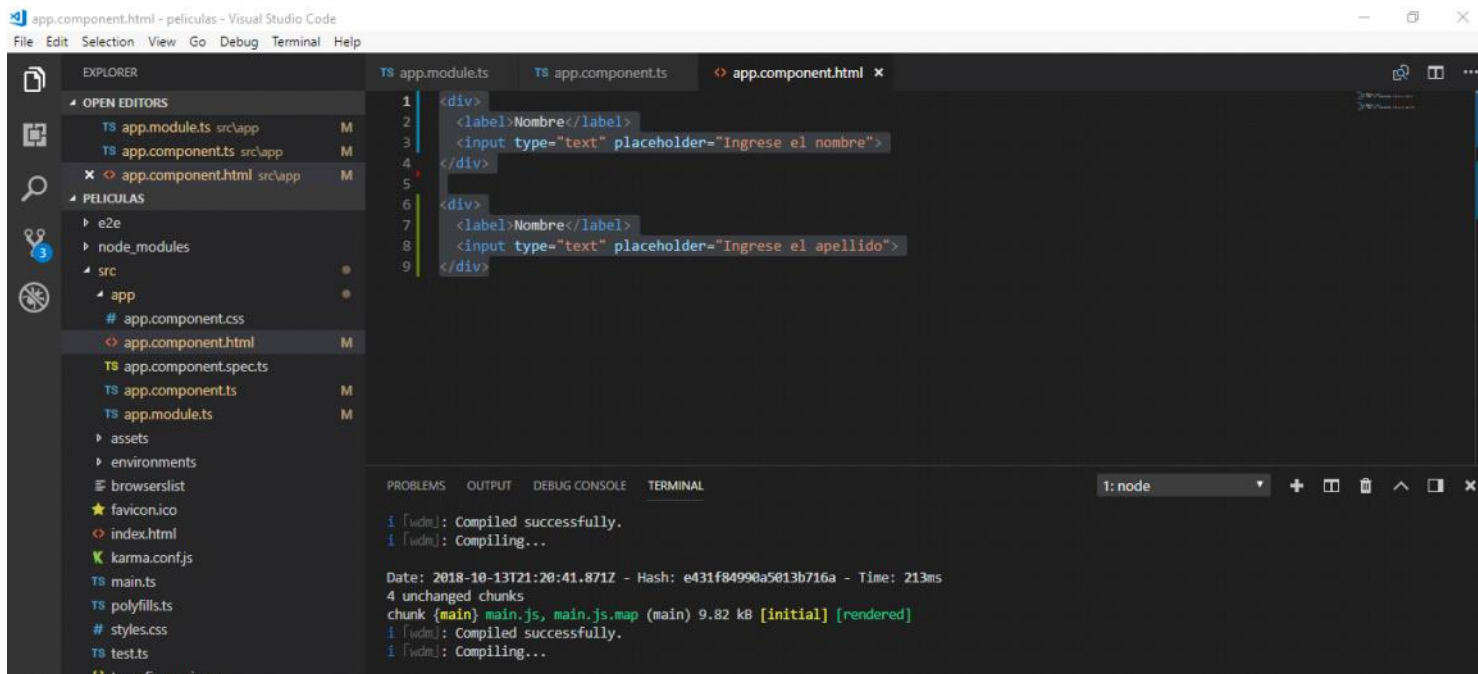 app.component.html - peliculas - Visual Studio Code
File Edit Selection View Go Debug Terminal Help
EXPLORER
OPEN EDITORS
TS app.module.ts src\app M
TS app.component.ts src\app M
app.component.html src\app M
PELICULAS
e2e
node_modules
src
app
# app.component.css
<> app.component.html M
TS app.component.spec.ts
TS app.component.ts M
TS app.module.ts M
assets
environments
browserslist
favicon.ico
<> index.html
karma.conf.js
TS main.ts
TS polyfills.ts
# styles.css
TS test.ts
3
TS app.module.ts TS app.component.ts <> app.component.html
1 <div>
2 <label>Nombre</label>
3 <input type="text" placeholder="Ingrese el nombre">
4 </div>
5
6 <div>
7 <label>Nombre</label>
8 <input type="text" placeholder="Ingrese el apellido">
9 </div>
PROBLEMS OUTPUT DEBUG CONSOLE TERMINAL 1: node
i ｢wdm｣: Compiled successfully.
i ｢wdm｣: Compiling...
Date: 2018-10-13T21:20:41.871Z - Hash: e431f84990a5013b716a - Time: 213ms
4 unchanged chunks
chunk {main} main.js, main.js.map (main) 9.82 kB [initial] [rendered]
i ｢wdm｣: Compiled successfully.
i ｢wdm｣: Compiling...